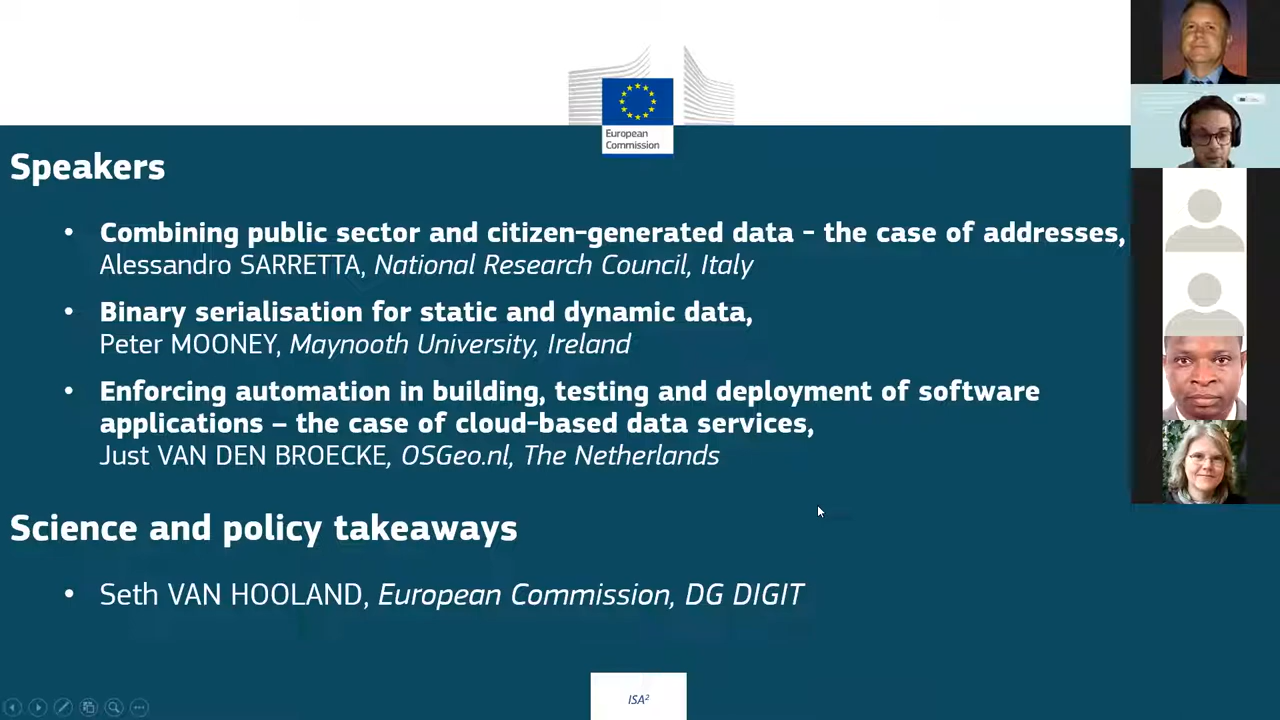 European
Commission
Speakers
• Combining public sector and citizen-generated data - the case of addresses,
Alessandro SARRETTA, National Research Council, Italy
• Binary serialisation for static and dynamic data,
Peter MOONEY, Maynooth University, Ireland
• Enforcing automation in building, testing and deployment of software
applications – the case of cloud-based data services,
Just VAN DEN BROECKE, OSGeo.nl, The Netherlands
Science and policy takeaways
• Seth VAN HOOLAND, European Commission, DG DIGIT
ISA²